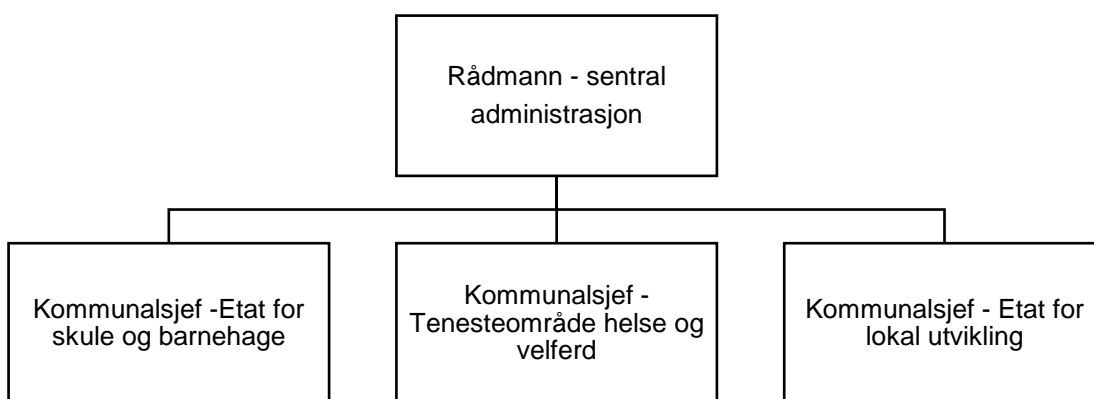 Rådmann - sentral
administrasjon
Kommunalsjef -Etat for
skule og barnehage
Kommunalsjef -
Tenesteområde helse og
velferd
Kommunalsjef - Etat for
lokal utvikling